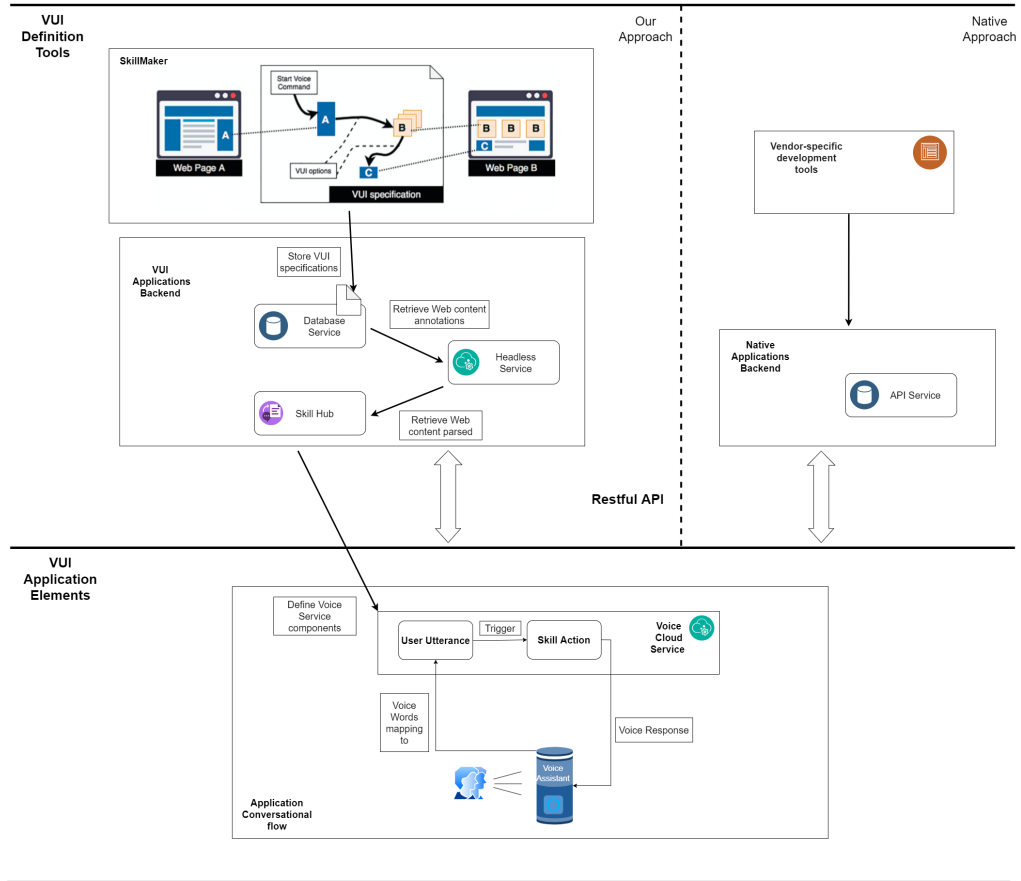 VUI
Definition
Tools
Our
Approach
Native
Approach
SkillMaker
Start Voice
Command
A
B
A
B
B
B
C
VUI options
C
Web Page A
VUI specification
Web Page B
Vendor-specific
development
tools
VUI
Applications
Backend
Store VUI
specifications
Database
Service
Retrieve Web content
annotations
Headless
Service
Skill Hub
Retrieve Web
content parsed
Native
Applications
Backend
API Service
Restful API
VUI
Application
Elements
Define Voice
Service
components
User Utterance
Trigger
Skill Action
Voice
Cloud
Service
Voice
Words
mapping
to
Voice Response
Voice
Assistant
Application
Conversational
flow